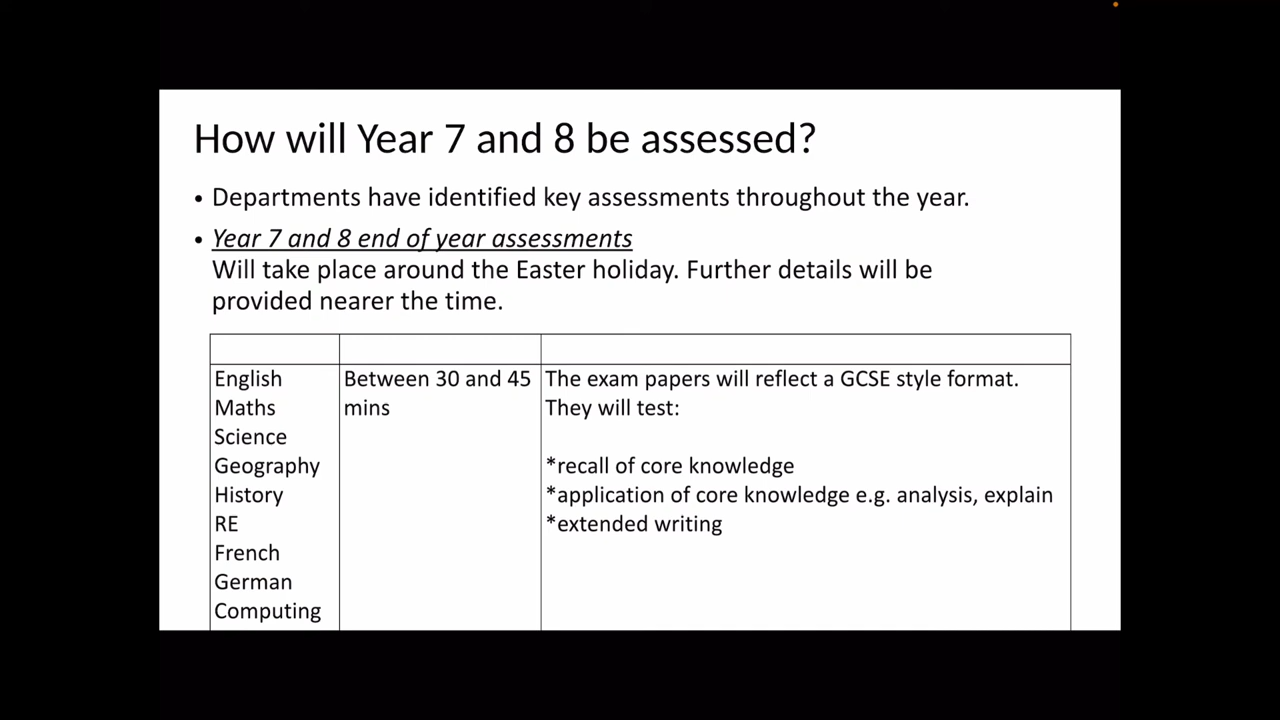 How will Year 7 and 8 be assessed?
• Departments have identified key assessments throughout the year.
• Year 7 and 8 end of year assessments
Will take place around the Easter holiday. Further details will be
provided nearer the time.
English
Maths
Science
Geography
History
RE
French
German
Computing
Between 30 and 45
mins
The exam papers will reflect a GCSE style format.
They will test:
*recall of core knowledge
*application of core knowledge e.g. analysis, explain
*extended writing